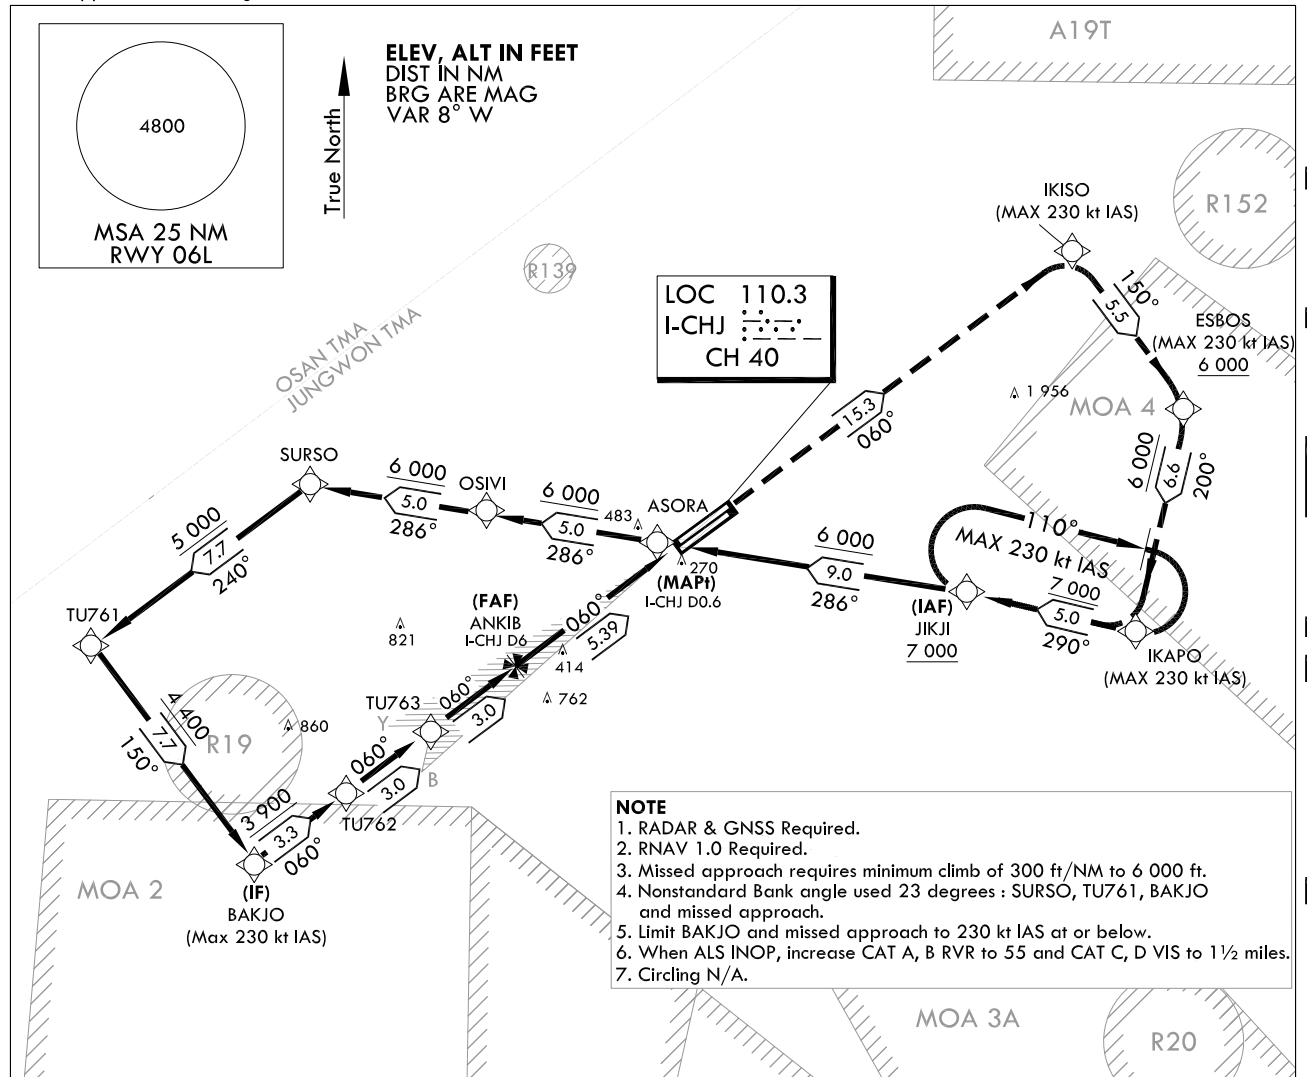 A19T
ELEV, ALT IN FEET
DIST IN NM
BRG ARE MAG
VAR 8° W
True North
4800
MSA 25 NM
RWY 06L
IKISO
(MAX 230 kt IAS)
R152
R139
LOC 110.3
I-CHJ
CH 40
150°
5.5
ESBOS
(MAX 230 kt IAS)
6 000
OSAN TMA
JUNGWON TMA
1 956
MOA 4
15.3
060°
SURSO
6 000
5.0
286°
OSIVI
6 000
5.0
286°
483
ASORA
6 000
6.6
200°
5 000
7.7
240°
270
(MAPt)
I-CHJ D0.6
6 000
9.0
286°
110°
MAX 230 kt IAS
7 000
5.0
290°
(IAF)
JIKJI
7 000
IKAPO
(MAX 230 kt IAS)
TU761
821
(FAF)
ANKIB
I-CHJ D6
060°
5.39
414
762
4 400
7.7
150°
R19
860
TU763
Y
060°
3.0
B
060°
3.0
TU762
3 900
3.3
060°
MOA 2
(IF)
BAKJO
(Max 230 kt IAS)
NOTE
1. RADAR & GNSS Required.
2. RNAV 1.0 Required.
3. Missed approach requires minimum climb of 300 ft/NM to 6 000 ft.
4. Nonstandard Bank angle used 23 degrees : SURSO, TU761, BAKJO
and missed approach.
5. Limit BAKJO and missed approach to 230 kt IAS at or below.
6. When ALS INOP, increase CAT A, B RVR to 55 and CAT C, D VIS to 1½ miles.
7. Circling N/A.
MOA 3A
R20